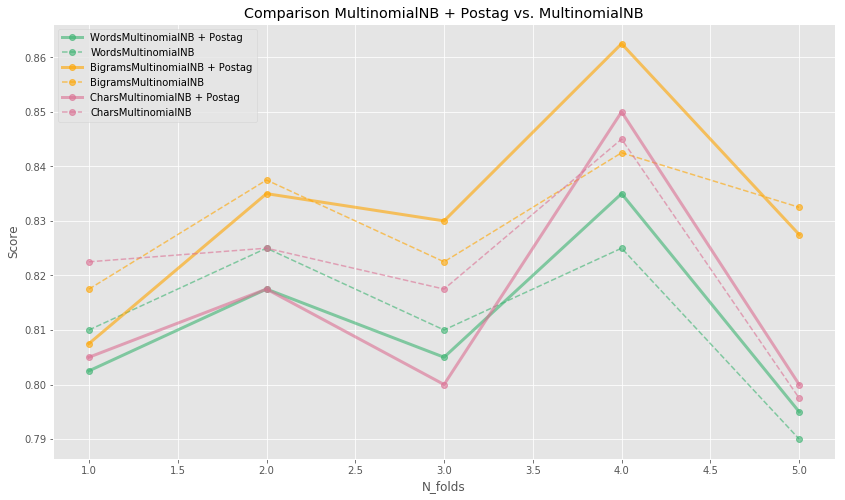 Comparison MultinomialNB + Postag vs. MultinomialNB
WordsMultinomialNB + Postag
WordsMultinomialNB
BigramsMultinomialNB + Postag
BigramsMultinomialNB
CharsMultinomialNB + Postag
CharsMultinomialNB
0.86
0.85
0.84
0.83
0.82
0.81
0.80
0.79
Score
1.0 1.5 2.0 2.5 3.0 3.5 4.0 4.5 5.0
N_folds